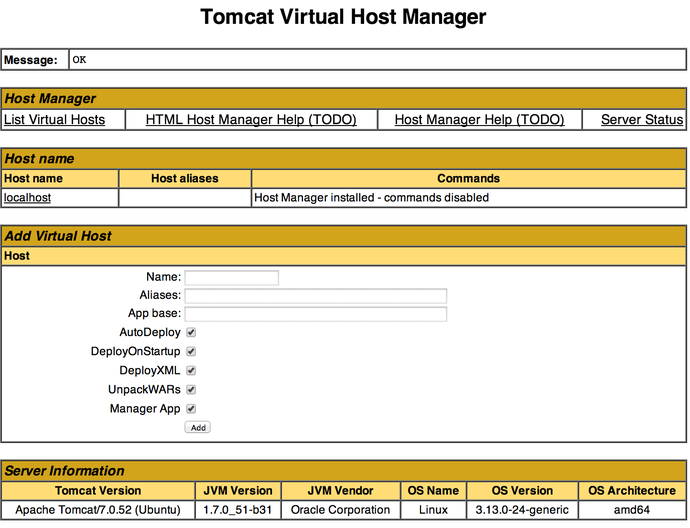 Tomcat Virtual Host Manager
Message: OK
Host Manager
List Virtual Hosts HTML Host Manager Help (TODO) Host Manager Help (TODO) Server Status
Host name
Host name Host aliases Commands
localhost Host Manager installed - commands disabled
Add Virtual Host
Host
Name:
Aliases:
App base:
AutoDeploy
DeployOnStartup
DeployXML
UnpackWARs
Manager App
Add
Server Information
Tomcat Version JVM Version JVM Vendor OS Name OS Version OS Architecture
Apache Tomcat/7.0.52 (Ubuntu) 1.7.0_51-b31 Oracle Corporation Linux 3.13.0-24-generic amd64